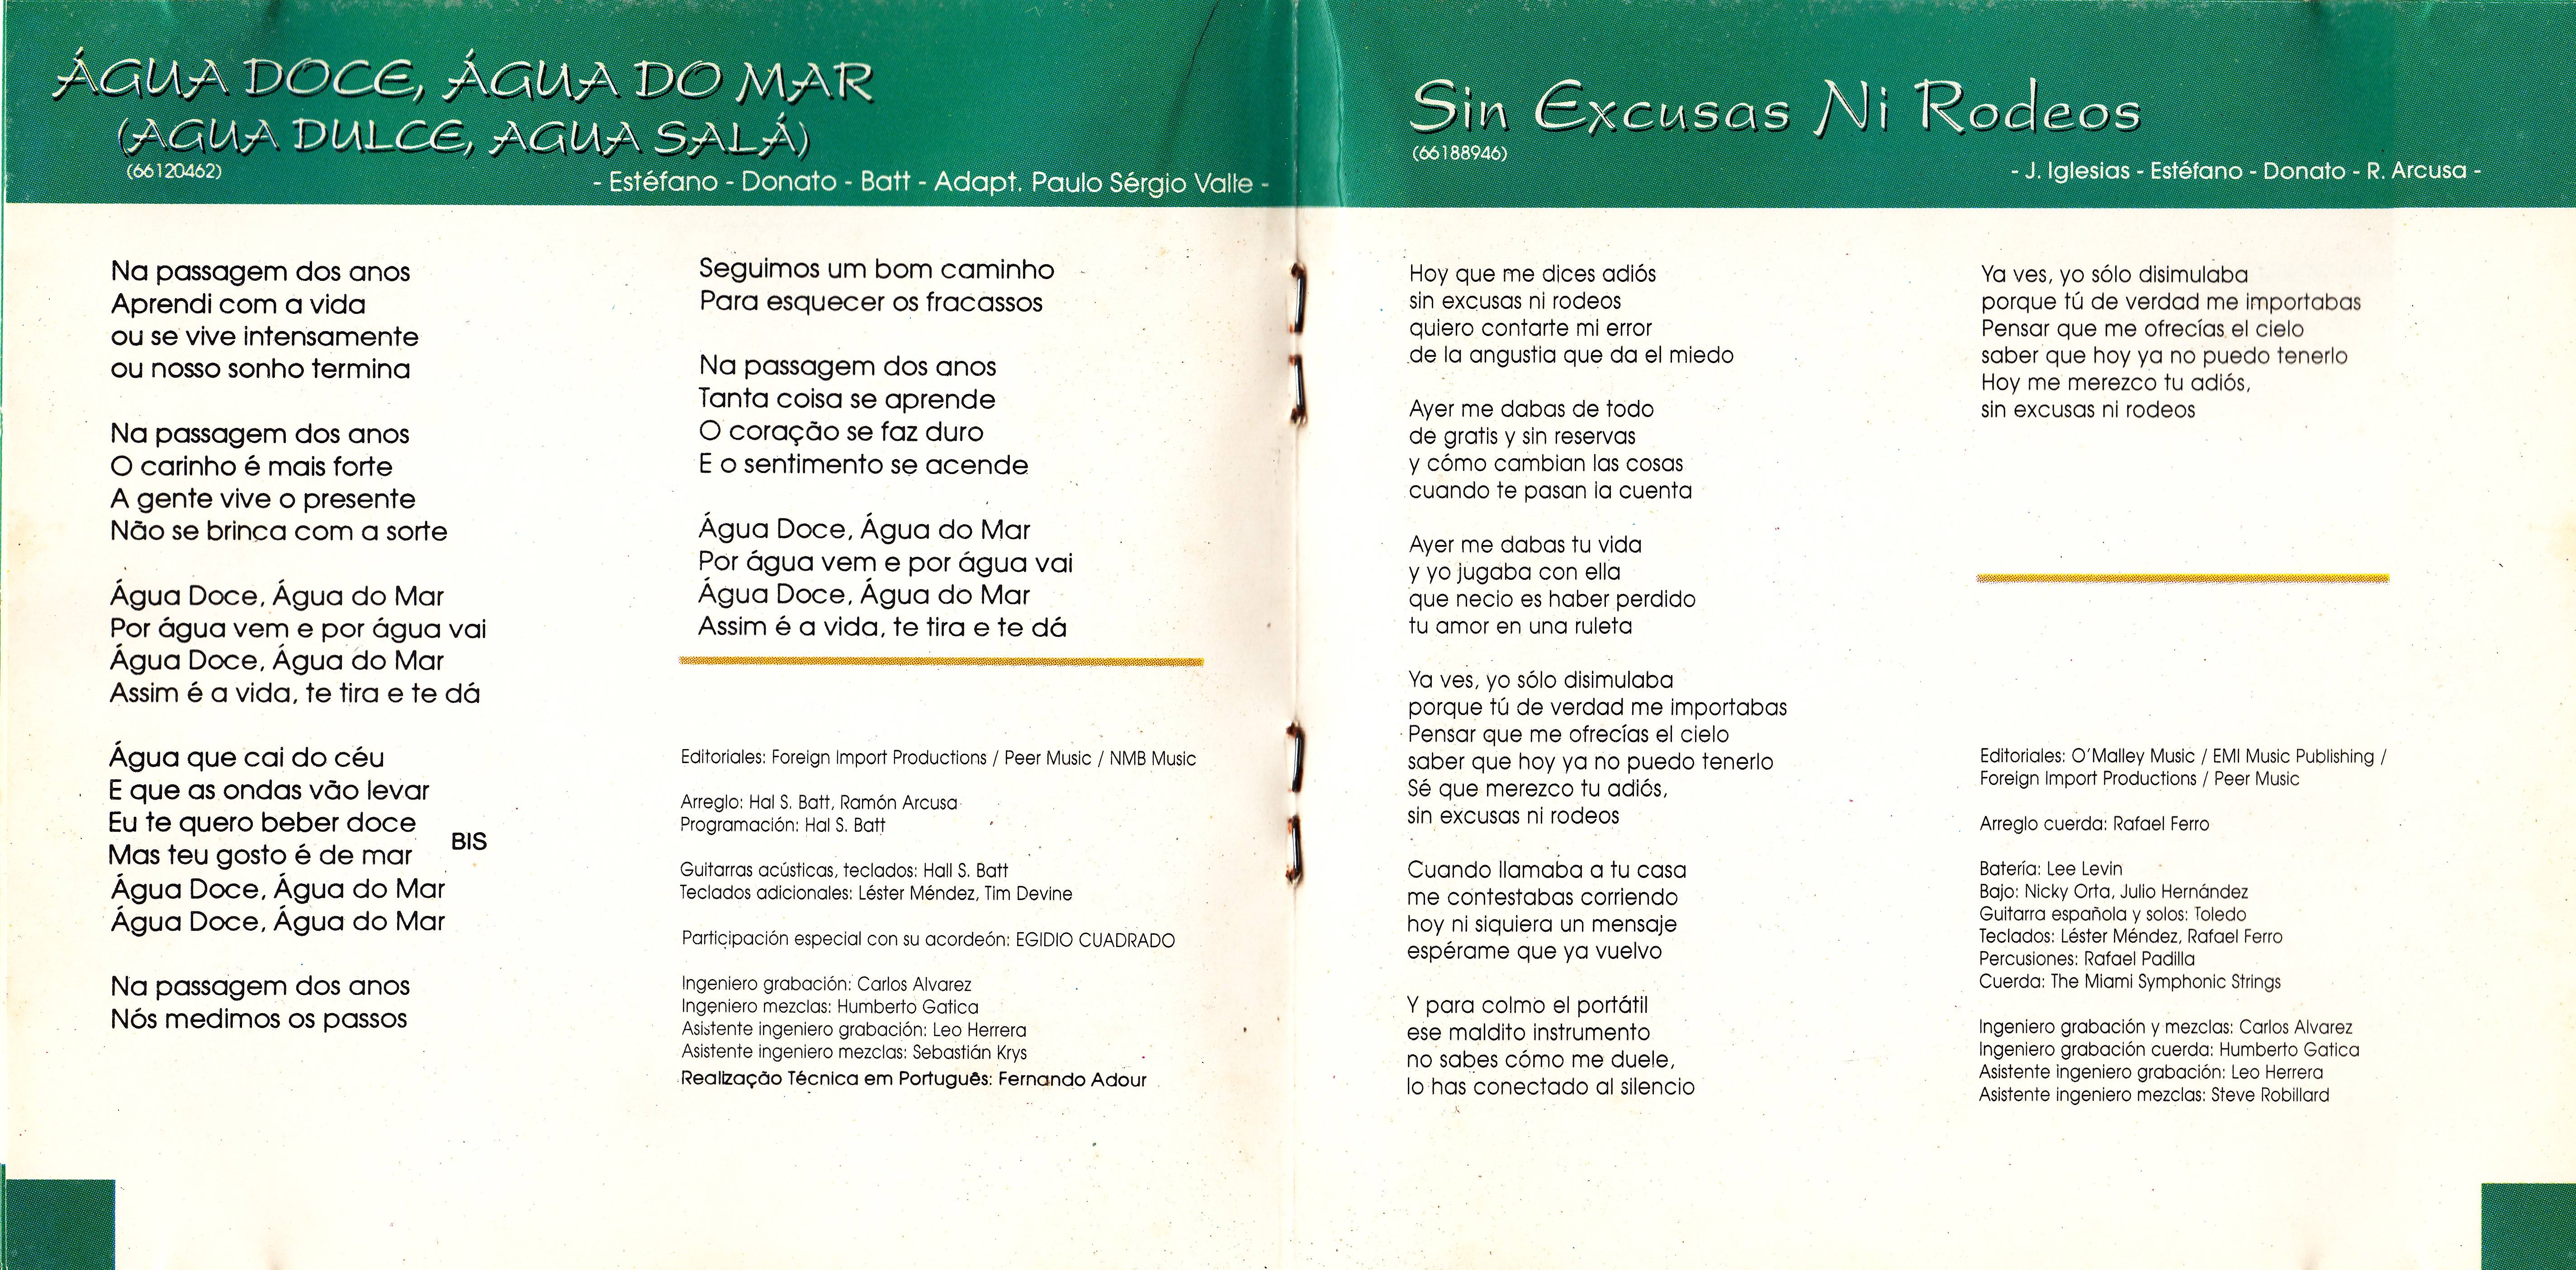 ÁGUA DOCE, ÁGUA DO MAR
(AGUA DULCE, AGUA SALÁ)
(66120462)
- Estéfano - Donato - Batt - Adapt. Paulo Sérgio Valle -
Na passagem dos anos
Aprendi com a vida
ou se vive intensamente
ou nosso sonho termina
Na passagem dos anos
O carinho é mais forte
A gente vive o presente
Não se brinca com a sorte
Água Doce, Água do Mar
Por água vem e por água vai
Água Doce, Água do Mar
Assim é a vida, te tira e te dá
Água que cai do céu
E que as ondas vão levar
Eu te quero beber doce
Mas teu gosto é de mar
BIS
Água Doce, Água do Mar
Água Doce, Água do Mar
Na passagem dos anos
Nós medimos os passos
Seguimos um bom caminho
Para esquecer os fracassos
Na passagem dos anos
Tanta coisa se aprende
O coração se faz duro
E o sentimento se acende
Água Doce, Água do Mar
Por água vem e por água vai
Água Doce, Água do Mar
Assim é a vida, te tira e te dá
Editoriales: Foreign Import Productions / Peer Music / NMB Music
Arreglo: Hal S. Batt, Ramón Arcusa
Programación: Hal S. Batt
Guitarras acústicas, teclados: Hall S. Batt
Teclados adicionales: Léster Méndez, Tim Devine
Participación especial con su acordeón: EGIDIO CUADRADO
Ingeniero grabación: Carlos Alvarez
Ingeniero mezclas: Humberto Gatica
Asistente ingeniero grabación: Leo Herrera
Asistente ingeniero mezclas: Sebastián Krys
Realização Técnica em Português: Fernando Adour
Sin Excusas Ni Rodeos
(66188946)
- J. Iglesias - Estéfano - Donato - R. Arcusa -
Hoy que me dices adiós
sin excusas ni rodeos
quiero contarte mi error
de la angustia que da el miedo
Ayer me dabas de todo
de gratis y sin reservas
y cómo cambian las cosas
cuando te pasan la cuenta
Ayer me dabas tu vida
y yo jugaba con ella
que necio es haber perdido
tu amor en una ruleta
Ya ves, yo sólo disimulaba
porque tú de verdad me importabas
Pensar que me ofrecías el cielo
saber que hoy ya no puedo tenerlo
Sé que merezco tu adiós,
sin excusas ni rodeos
Cuando llamaba a tu casa
me contestabas corriendo
hoy ni siquiera un mensaje
espérame que ya vuelvo
Y para colmo el portátil
ese maldito instrumento
no sabes cómo me duele,
lo has conectado al silencio
Ya ves, yo sólo disimulaba
porque tú de verdad me importabas
Pensar que me ofrecías el cielo
saber que hoy ya no puedo tenerlo
Hoy me merezco tu adiós,
sin excusas ni rodeos
Editoriales: O'Malley Music / EMI Music Publishing /
Foreign Import Productions / Peer Music
Arreglo cuerda: Rafael Ferro
Batería: Lee Levin
Bajo: Nicky Orta, Julio Hernández
Guitarra española y solos: Toledo
Teclados: Léster Méndez, Rafael Ferro
Percusiones: Rafael Padilla
Cuerda: The Miami Symphonic Strings
Ingeniero grabación y mezclas: Carlos Alvarez
Ingeniero grabación cuerda: Humberto Gatica
Asistente ingeniero grabación: Leo Herrera
Asistente ingeniero mezclas: Steve Robillard